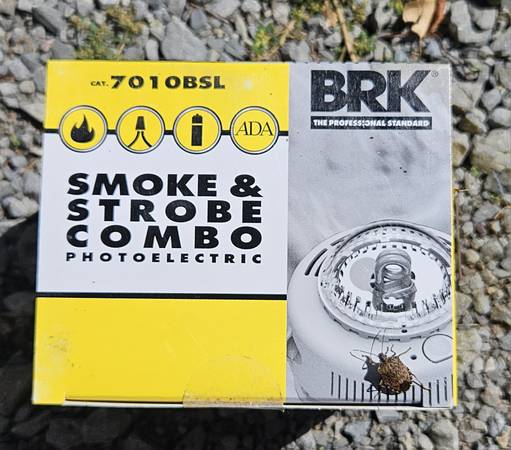 CAT. 7010BSL
ADA
SMOKE &
STROBE
COMBO
PHOTOELECTRIC
BRK®
THE PROFESSIONAL STANDARD